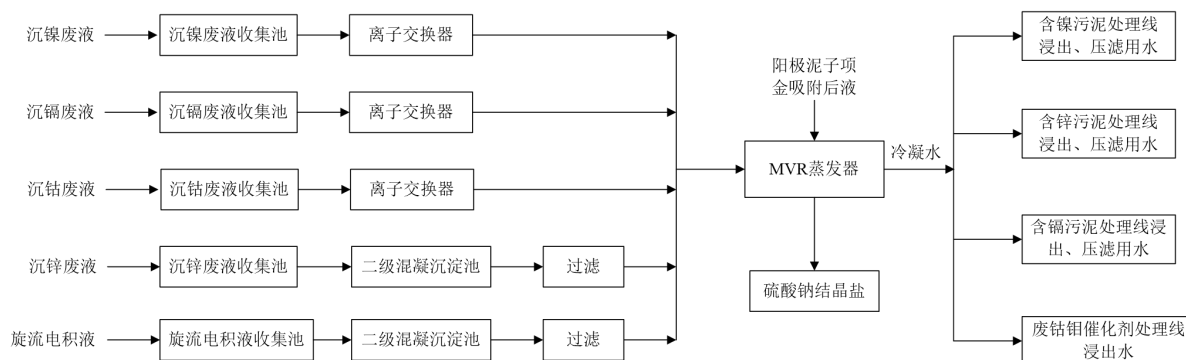 沉镍废液
沉镍废液收集池
离子交换器
沉镉废液
沉镉废液收集池
离子交换器
沉钴废液
沉钴废液收集池
离子交换器
沉锌废液
沉锌废液收集池
二级混凝沉淀池
过滤
旋流电积液
旋流电积液收集池
二级混凝沉淀池
过滤
阳极泥子项
金吸附后液
MVR蒸发器
硫酸钠结晶盐
冷凝水
含镍污泥处理线
浸出、压滤用水
含锌污泥处理线
浸出、压滤用水
含镉污泥处理线浸
出、压滤用水
废钴钼催化剂处理线
浸出水